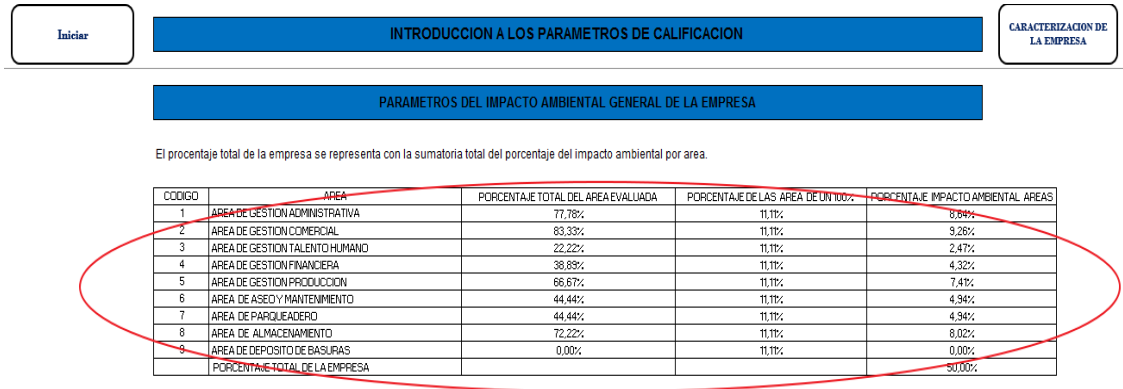 Iniciar
INTRODUCCION A LOS PARAMETROS DE CALIFICACION
CARACTERIZACION DE
LA EMPRESA
PARAMETROS DEL IMPACTO AMBIENTAL GENERAL DE LA EMPRESA
El procentaje total de la empresa se representa con la sumatoria total del porcentaje del impacto ambiental por area.
CODIGO AREA PORCENTAJE TOTAL DEL AREA EVALUADA PORCENTAJE DE LAS AREA DE UN 100% PORCENTAJE IMPACTO AMBIENTAL AREAS
1 AREA DE GESTION ADMINISTRATIVA 77,78% 11,11% 8,64%
2 AREA DE GESTION COMERCIAL 83,33% 11,11% 9,26%
3 AREA DE GESTION TALENTO HUMANO 22,22% 11,11% 2,47%
4 AREA DE GESTION FINANCIERA 38,89% 11,11% 4,32%
5 AREA DE GESTION PRODUCCION 66,67% 11,11% 7,41%
6 AREA DE ASEO Y MANTENIMIENTO 44,44% 11,11% 4,94%
7 AREA DE PARQUEADERO 44,44% 11,11% 4,94%
8 AREA DE ALMACENAMIENTO 72,22% 11,11% 8,02%
9 AREA DE DEPOSITO DE BASURAS 0,00% 11,11% 0,00%
PORCENTAJE TOTAL DE LA EMPRESA 50,00%